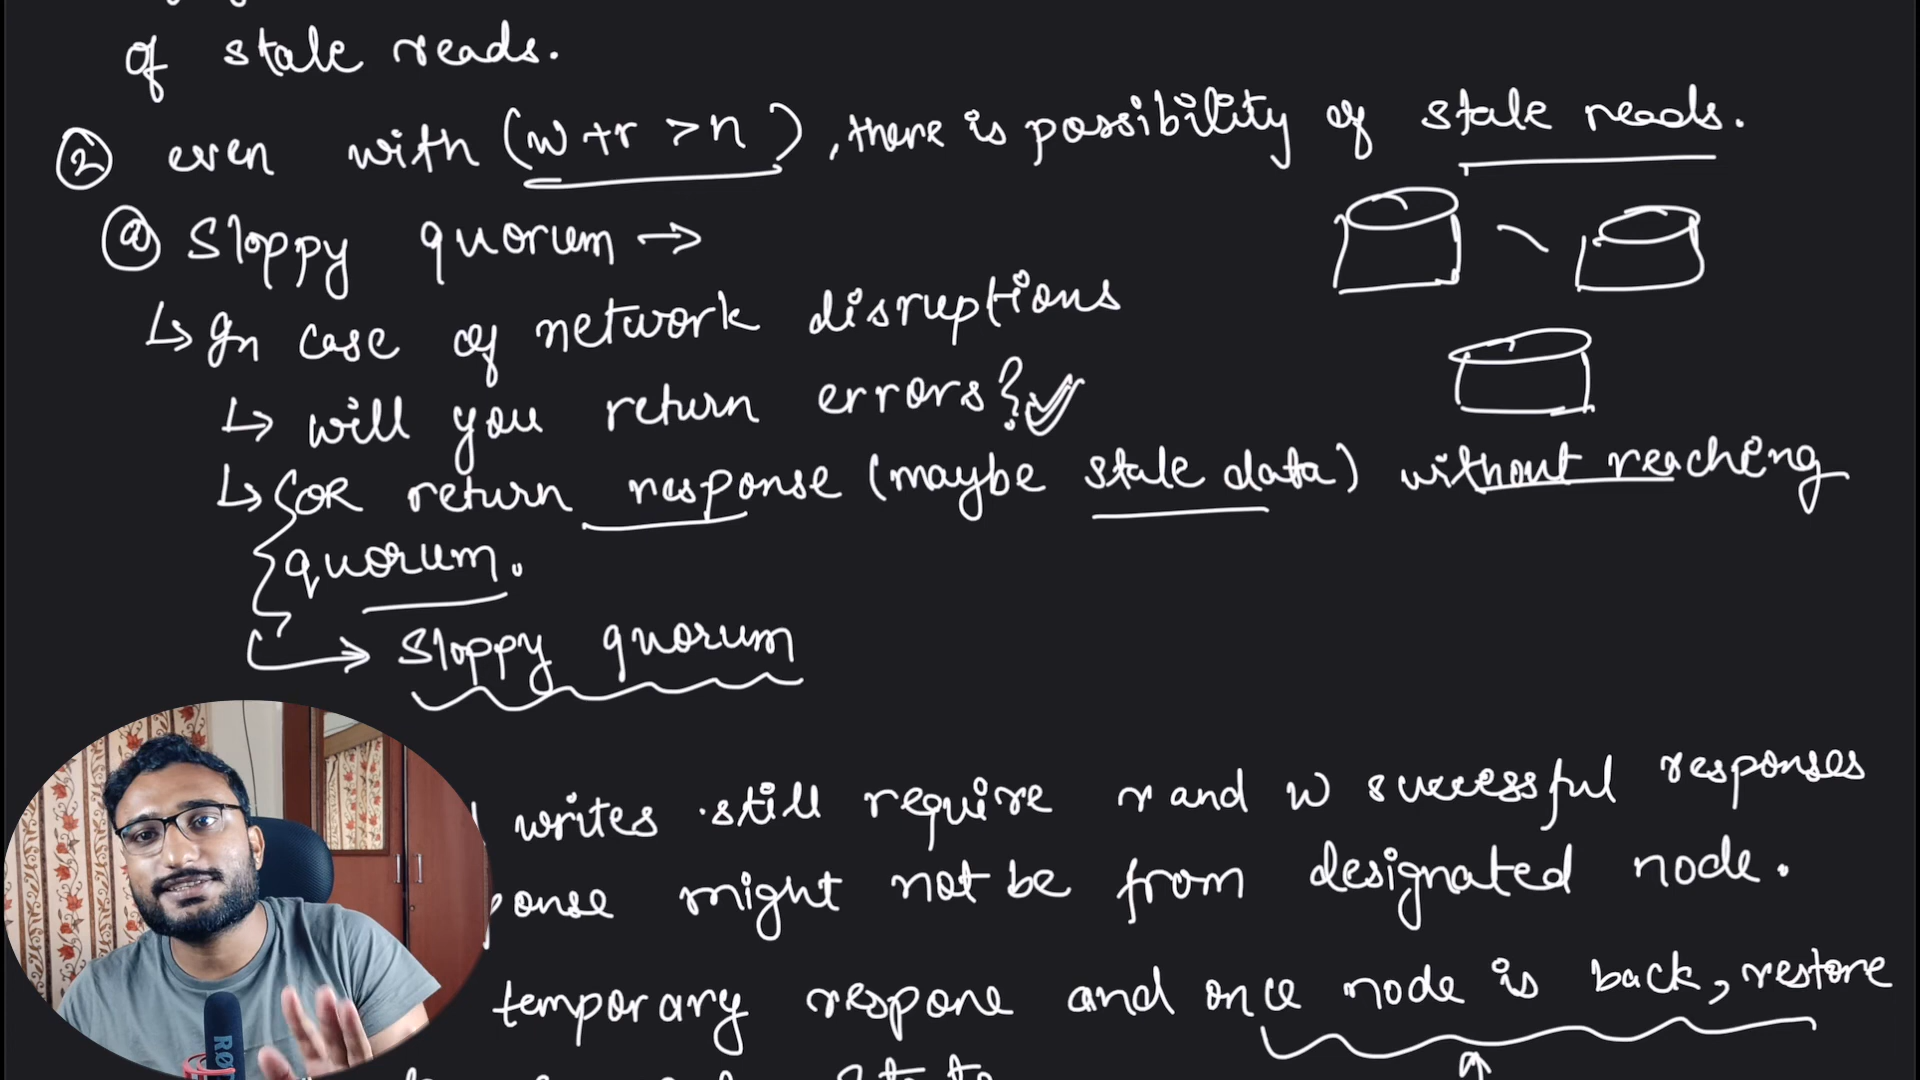 of stale reads.
② even with (w+r >n), there is possibility of stale reads.
ⓐ Sloppy quorum →
↳ In case of network disruptions
↳ will you return errors?
↳ OR return response (maybe stale data) without reaching
quorum.
→ Sloppy quorum
writes still require r and w successful responses
onse might not be from designated node.
temporary respone and once node is back, restore
RØ